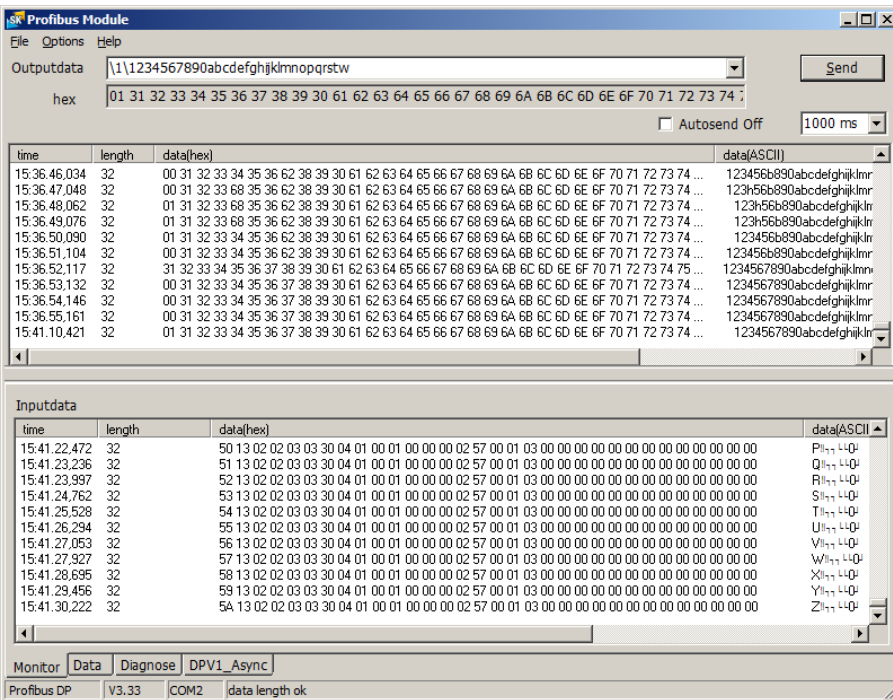 Profibus Module
File Options Help
Outputdata \1\1234567890abcdefghijklmnopqrstw Send
hex 01 31 32 33 34 35 36 37 38 39 30 61 62 63 64 65 66 67 68 69 6A 6B 6C 6D 6E 6F 70 71 72 73 74
Autosend Off 1000 ms
time length data(hex) data(ASCII)
15:36.46,034 32 00 31 32 33 34 35 36 62 38 39 30 61 62 63 64 65 66 67 68 69 6A 6B 6C 6D 6E 6F 70 71 72 73 74 ... 123456b890abcdefghijklmn
15:36.47,048 32 00 31 32 33 68 35 36 62 38 39 30 61 62 63 64 65 66 67 68 69 6A 6B 6C 6D 6E 6F 70 71 72 73 74 ... 123h56b890abcdefghijklmn
15:36.48,062 32 01 31 32 33 68 35 36 62 38 39 30 61 62 63 64 65 66 67 68 69 6A 6B 6C 6D 6E 6F 70 71 72 73 74 ... 123h56b890abcdefghijklm
15:36.49,076 32 01 31 32 33 68 35 36 62 38 39 30 61 62 63 64 65 66 67 68 69 6A 6B 6C 6D 6E 6F 70 71 72 73 74 ... 123h56b890abcdefghijklm
15:36.50,090 32 01 31 32 33 34 35 36 62 38 39 30 61 62 63 64 65 66 67 68 69 6A 6B 6C 6D 6E 6F 70 71 72 73 74 ... 123456b890abcdefghijklm
15:36.51,104 32 00 31 32 33 34 35 36 62 38 39 30 61 62 63 64 65 66 67 68 69 6A 6B 6C 6D 6E 6F 70 71 72 73 74 ... 123456b890abcdefghijklmn
15:36.52,117 32 31 32 33 34 35 36 37 38 39 30 61 62 63 64 65 66 67 68 69 6A 6B 6C 6D 6E 6F 70 71 72 73 74 75 ... 1234567890abcdefghijklmn
15:36.53,132 32 00 31 32 33 34 35 36 37 38 39 30 61 62 63 64 65 66 67 68 69 6A 6B 6C 6D 6E 6F 70 71 72 73 74 ... 1234567890abcdefghijklmn
15:36.54,146 32 00 31 32 33 34 35 36 37 38 39 30 61 62 63 64 65 66 67 68 69 6A 6B 6C 6D 6E 6F 70 71 72 73 74 ... 1234567890abcdefghijklmn
15:36.55,161 32 00 31 32 33 34 35 36 37 38 39 30 61 62 63 64 65 66 67 68 69 6A 6B 6C 6D 6E 6F 70 71 72 73 74 ... 1234567890abcdefghijklmn
15:41.10,421 32 01 31 32 33 34 35 36 37 38 39 30 61 62 63 64 65 66 67 68 69 6A 6B 6C 6D 6E 6F 70 71 72 73 74 ... 1234567890abcdefghijkln
Inputdata
time length data(hex) data(ASCII
15:41.22,472 32 50 13 02 02 03 03 30 04 01 00 01 00 00 00 02 57 00 01 03 00 00 00 00 00 00 00 00 00 00 00 00 00 P‼┐┐└└0┘
15:41.23,236 32 51 13 02 02 03 03 30 04 01 00 01 00 00 00 02 57 00 01 03 00 00 00 00 00 00 00 00 00 00 00 00 00 Q‼┐┐└└0┘
15:41.23,997 32 52 13 02 02 03 03 30 04 01 00 01 00 00 00 02 57 00 01 03 00 00 00 00 00 00 00 00 00 00 00 00 00 R‼┐┐└└0┘
15:41.24,762 32 53 13 02 02 03 03 30 04 01 00 01 00 00 00 02 57 00 01 03 00 00 00 00 00 00 00 00 00 00 00 00 00 S‼┐┐└└0┘
15:41.25,528 32 54 13 02 02 03 03 30 04 01 00 01 00 00 00 02 57 00 01 03 00 00 00 00 00 00 00 00 00 00 00 00 00 T‼┐┐└└0┘
15:41.26,294 32 55 13 02 02 03 03 30 04 01 00 01 00 00 00 02 57 00 01 03 00 00 00 00 00 00 00 00 00 00 00 00 00 U‼┐┐└└0┘
15:41.27,053 32 56 13 02 02 03 03 30 04 01 00 01 00 00 00 02 57 00 01 03 00 00 00 00 00 00 00 00 00 00 00 00 00 V‼┐┐└└0┘
15:41.27,927 32 57 13 02 02 03 03 30 04 01 00 01 00 00 00 02 57 00 01 03 00 00 00 00 00 00 00 00 00 00 00 00 00 W‼┐┐└└0┘
15:41.28,695 32 58 13 02 02 03 03 30 04 01 00 01 00 00 00 02 57 00 01 03 00 00 00 00 00 00 00 00 00 00 00 00 00 X‼┐┐└└0┘
15:41.29,456 32 59 13 02 02 03 03 30 04 01 00 01 00 00 00 02 57 00 01 03 00 00 00 00 00 00 00 00 00 00 00 00 00 Y‼┐┐└└0┘
15:41.30,222 32 5A 13 02 02 03 03 30 04 01 00 01 00 00 00 02 57 00 01 03 00 00 00 00 00 00 00 00 00 00 00 00 00 Z‼┐┐└└0┘
Monitor Data Diagnose DPV1_Async
Profibus DP V3.33 COM2 data length ok